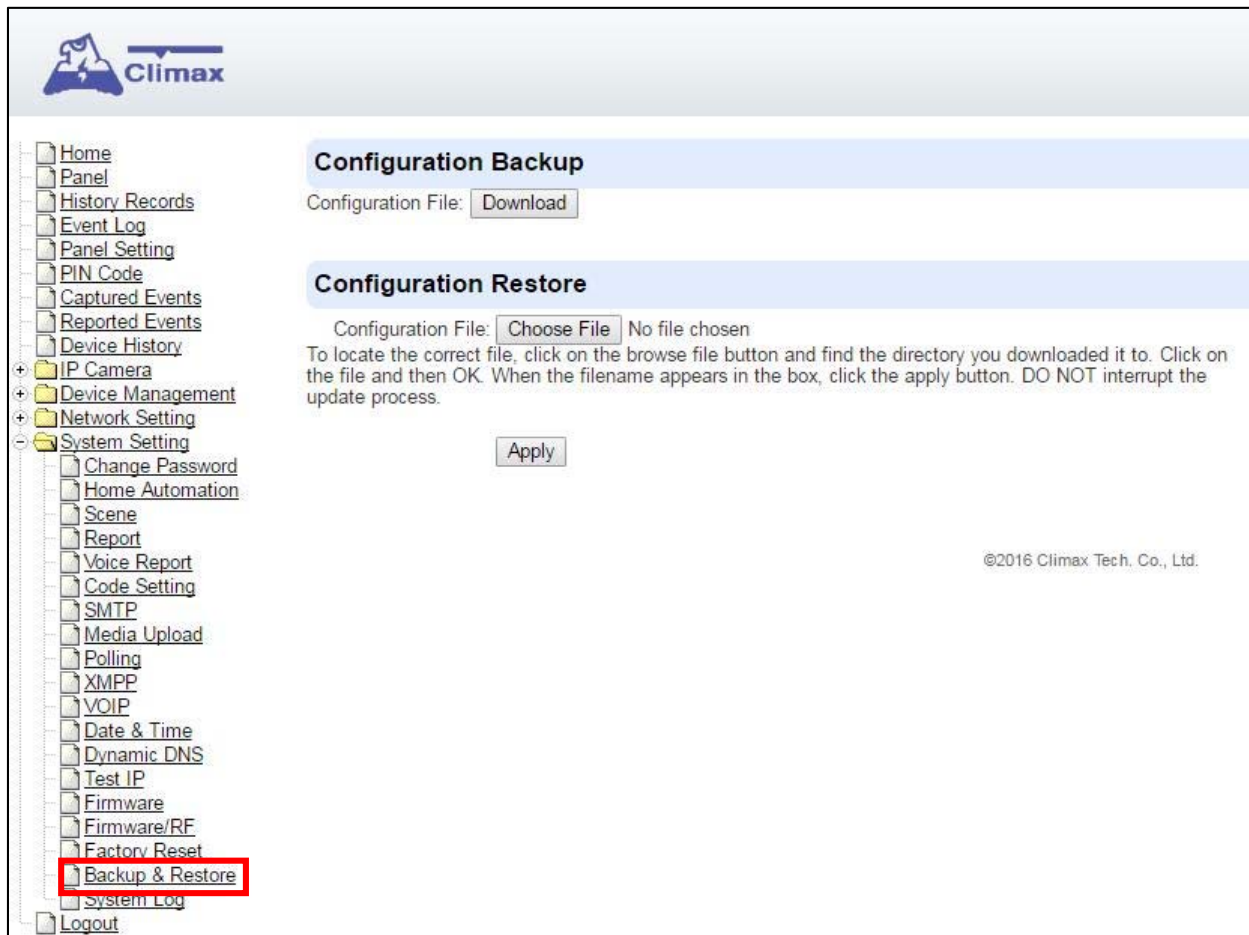 Climax
Home
Panel
History Records
Event Log
Panel Setting
PIN Code
Captured Events
Reported Events
Device History
IP Camera
Device Management
Network Setting
System Setting
Change Password
Home Automation
Scene
Report
Voice Report
Code Setting
SMTP
Media Upload
Polling
XMPP
VOIP
Date & Time
Dynamic DNS
Test IP
Firmware
Firmware/RF
Factory Reset
Backup & Restore
System Log
Logout
Configuration Backup
Configuration File: Download
Configuration Restore
Configuration File: Choose File No file chosen
To locate the correct file, click on the browse file button and find the directory you downloaded it to. Click on
the file and then OK. When the filename appears in the box, click the apply button. DO NOT interrupt the
update process.
Apply
©2016 Climax Tech. Co., Ltd.